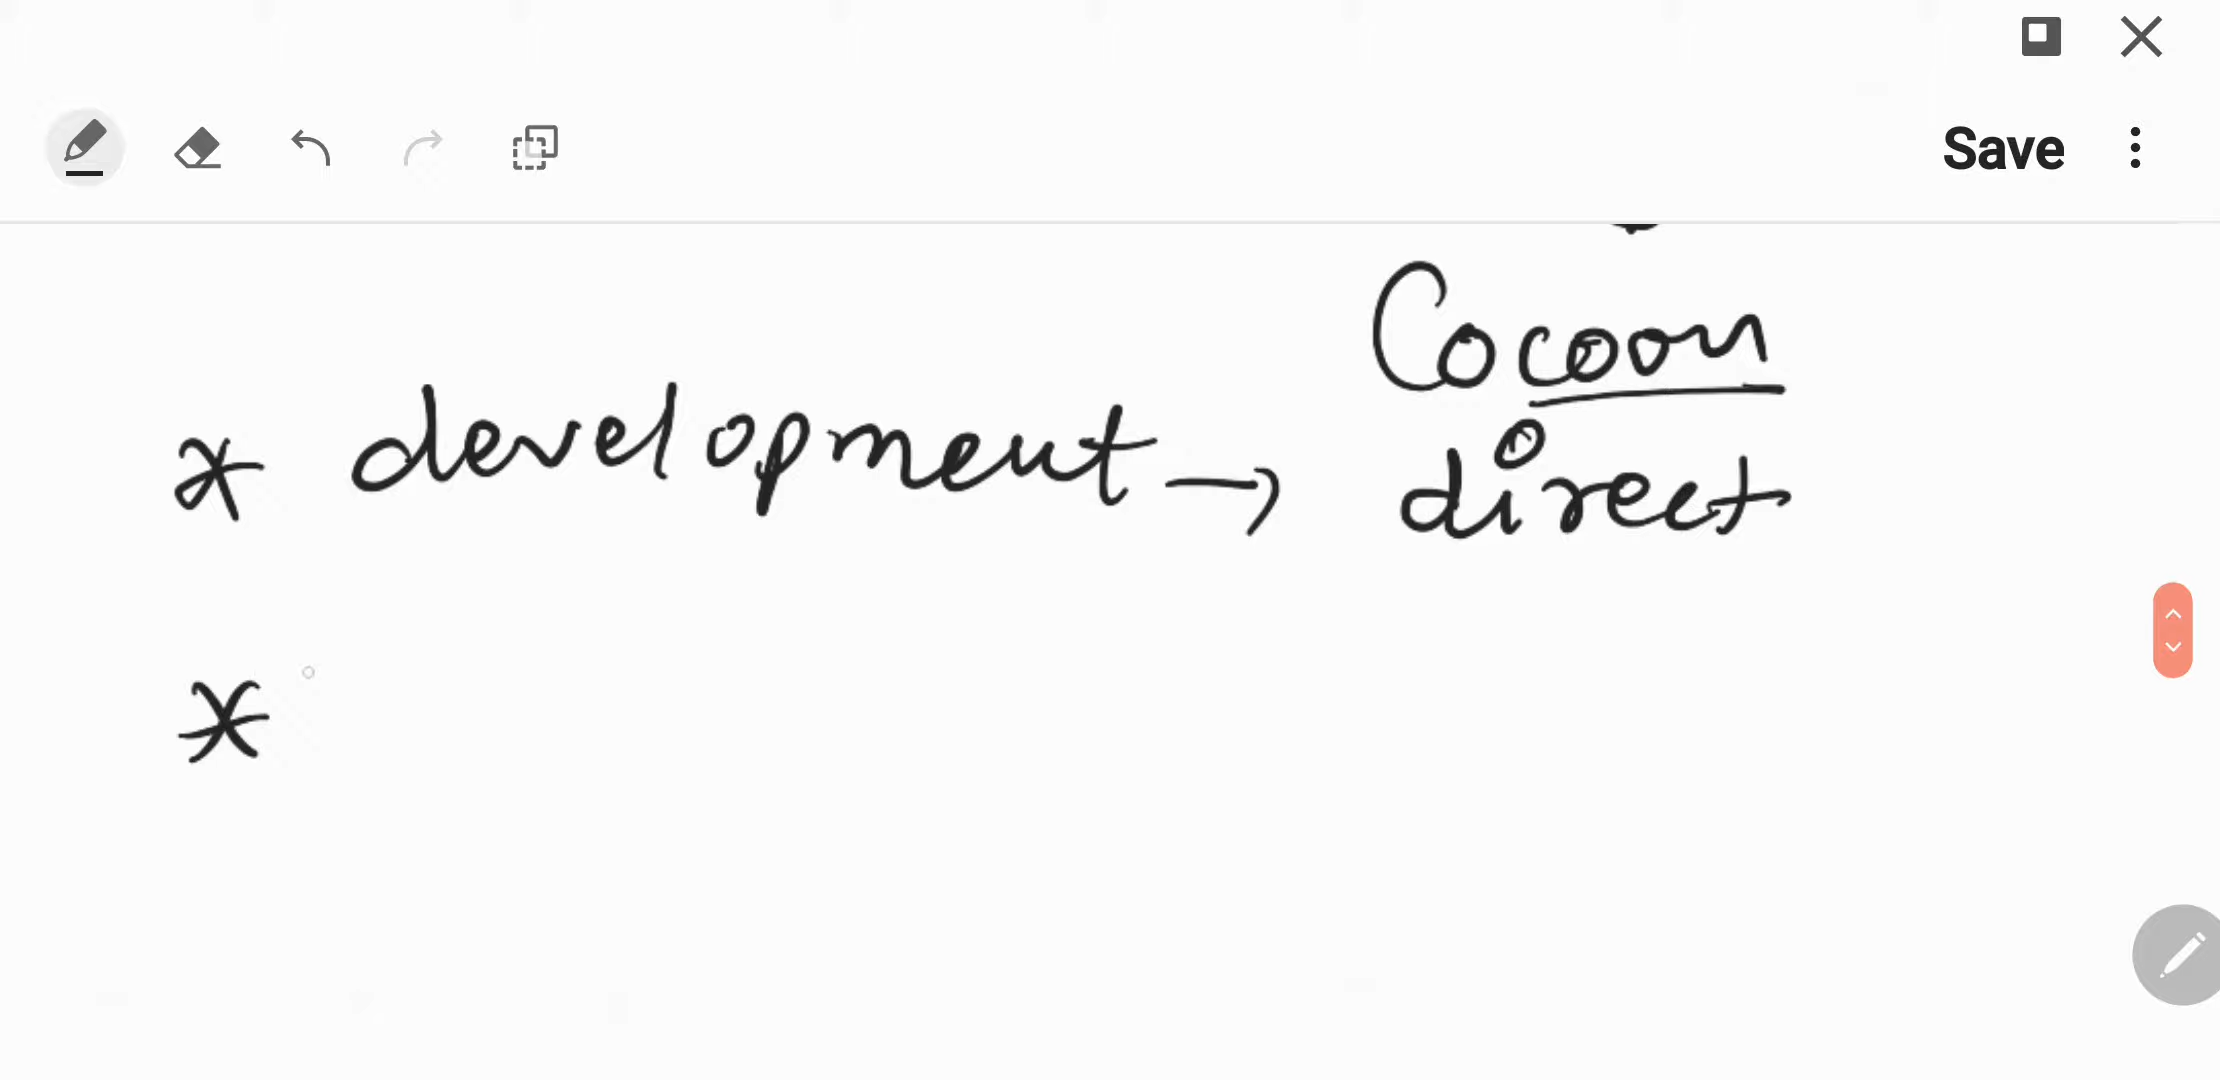 Save
Cocoon
* development → direct
*